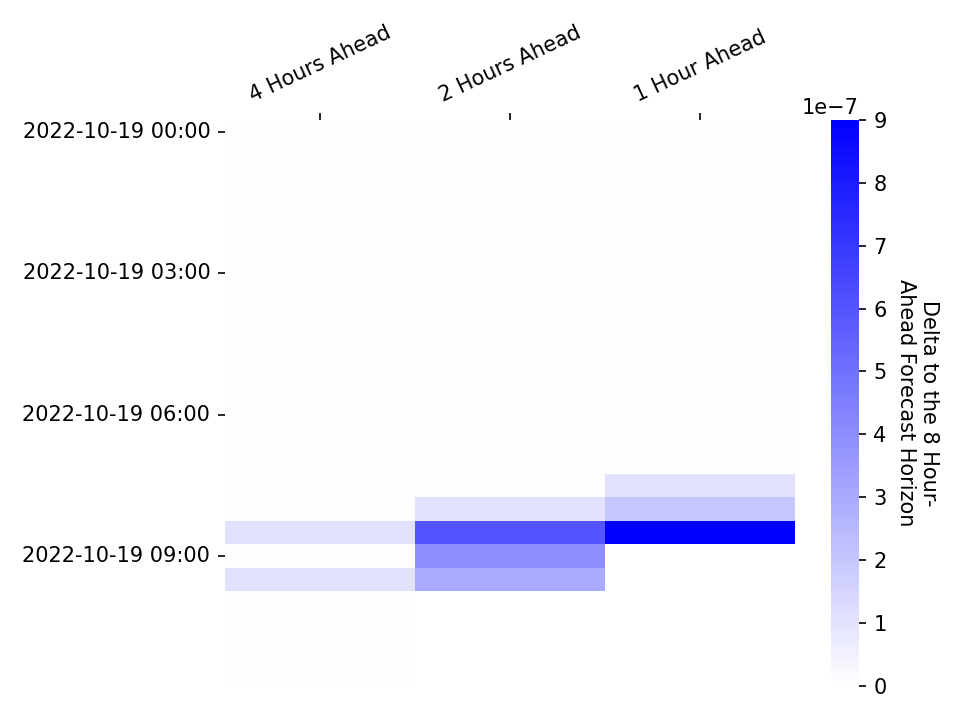 4 Hours Ahead
2 Hours Ahead
1 Hour Ahead
1e−7
2022-10-19 00:00
2022-10-19 03:00
2022-10-19 06:00
2022-10-19 09:00
9
8
7
6
5
4
3
2
1
0
Delta to the 8 Hour-
Ahead Forecast Horizon